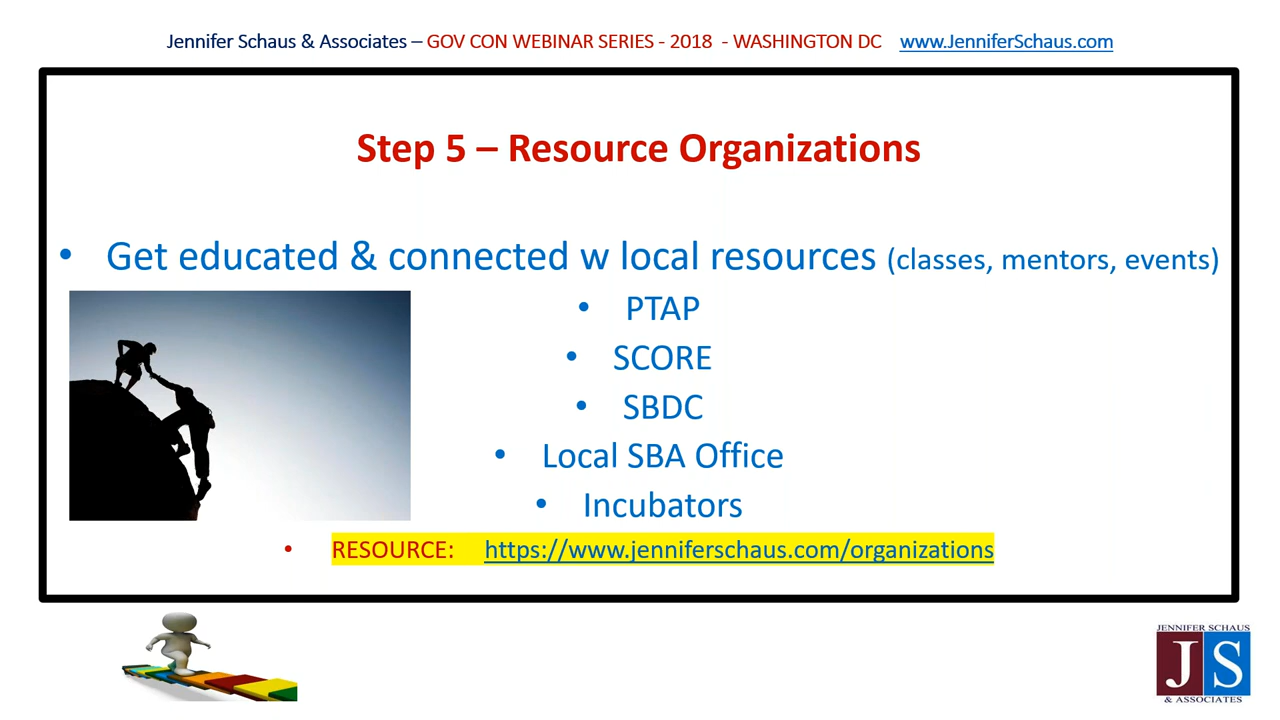 Jennifer Schaus & Associates – GOV CON WEBINAR SERIES - 2018 - WASHINGTON DC www.JenniferSchaus.com
Step 5 – Resource Organizations
• Get educated & connected w local resources (classes, mentors, events)
• PTAP
• SCORE
• SBDC
• Local SBA Office
• Incubators
• RESOURCE: https://www.jenniferschaus.com/organizations
JENNIFER SCHAUS
J S
& ASSOCIATES